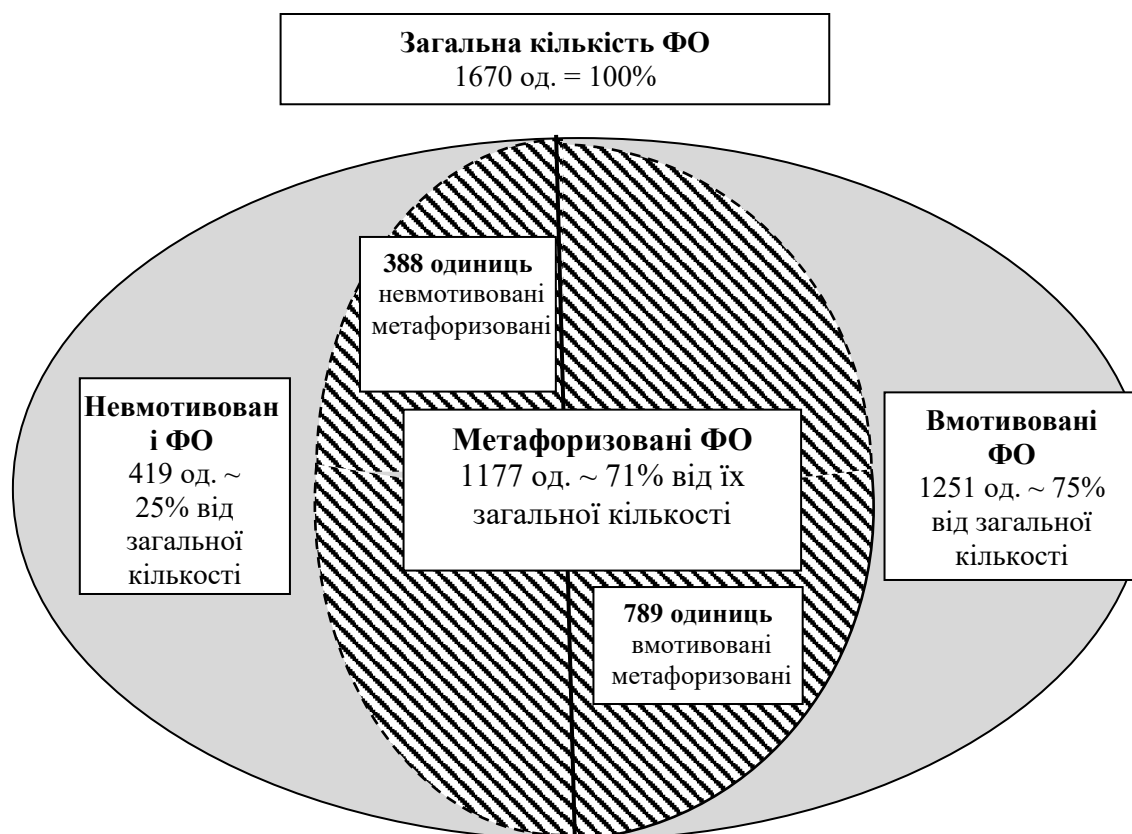 Загальна кількість ФО
1670 од. = 100%
388 одиниць
невмотивовані
метафоризовані
Невмотивован
і ФО
419 од. ~
25% від
загальної
кількості
Метафоризовані ФО
1177 од. ~ 71% від їх
загальної кількості
Вмотивовані
ФО
1251 од. ~ 75%
від загальної
кількості
789 одиниць
вмотивовані
метафоризовані